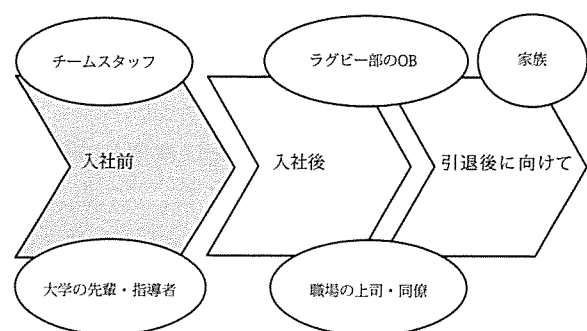 チームスタッフ
ラグビー部のOB
家族
入社前
入社後
引退後に向けて
大学の先輩・指導者
職場の上司・同僚